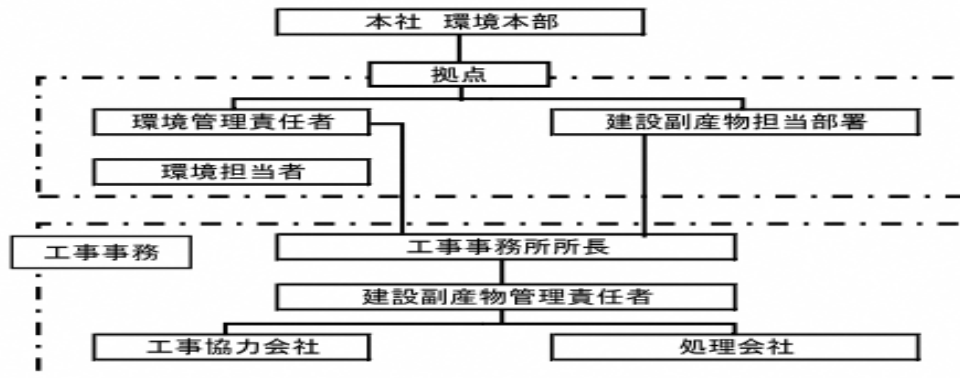 本社 環境本部
拠点
環境管理責任者
建設副産物担当部署
環境担当者
工事事務
工事事務所所長
建設副産物管理責任者
工事協力会社
処理会社